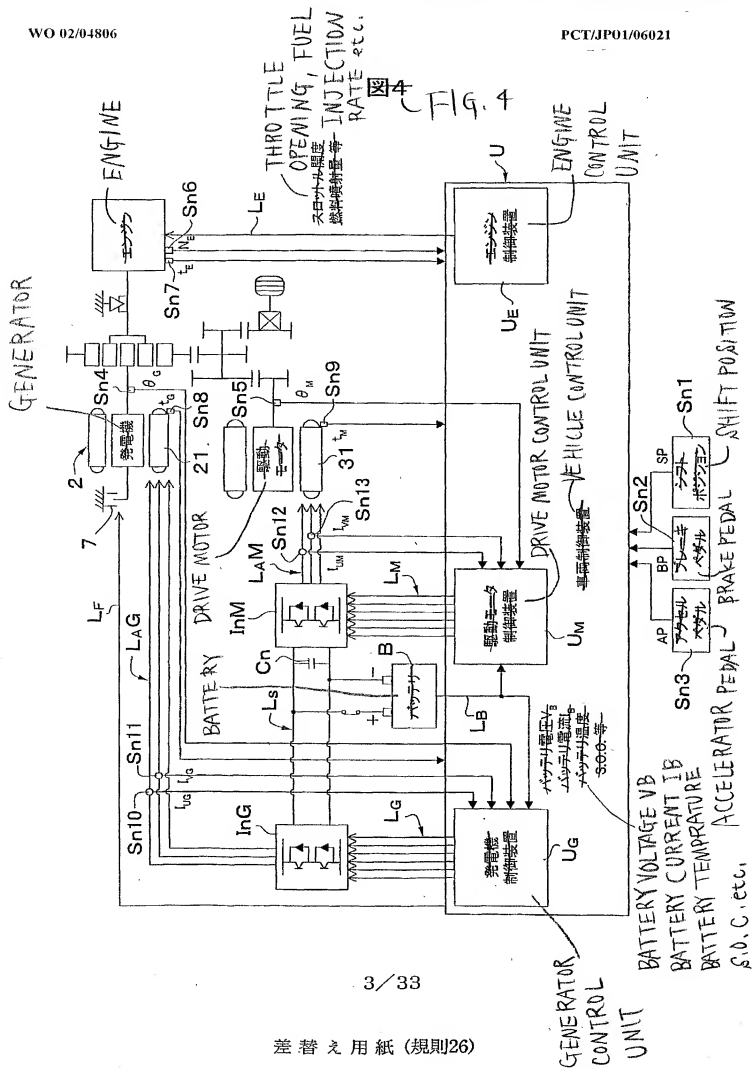 WO 02/04806
PCT/JP01/06021
図4
FIG. 4
THROTTLE
OPENING, FUEL
INJECTION
RATE etc.
スロットル開度
燃料噴射量 等
ENGINE
エンジン
Sn6
Sn7
NE
tE
LE
U
エンジン
制御装置
UE
ENGINE
CONTROL
UNIT
GENERATOR
Sn4
θG
2
発電機
tG
Sn8
21
7
Sn5
θM
駆動
モータ
DRIVE MOTOR
Sn9
tM
31
Sn12
Sn13
IUM
IVM
LAM
InM
LM
駆動モータ
制御装置
UM
DRIVE MOTOR CONTROL UNIT
VEHICLE CONTROL UNIT
車両制御装置
LF
LAG
Sn11
Sn10
IUG
IVG
InG
LG
発電機
制御装置
UG
GENERATOR
CONTROL
UNIT
Cn
LS
BATTERY
B
バッテリ
+
−
LB
バッテリ電圧VB
バッテリ電流IB
バッテリ温度
S.O.C. 等
BATTERY VOLTAGE VB
BATTERY CURRENT IB
BATTERY TEMPRATURE
S.O.C. etc.
SP
シフト
ポジション
Sn1
SHIFT POSITION
BP
ブレーキ
ペダル
Sn2
BRAKE PEDAL
AP
アクセル
ペダル
Sn3
ACCELERATOR PEDAL
3/33
差替え用紙 (規則26)